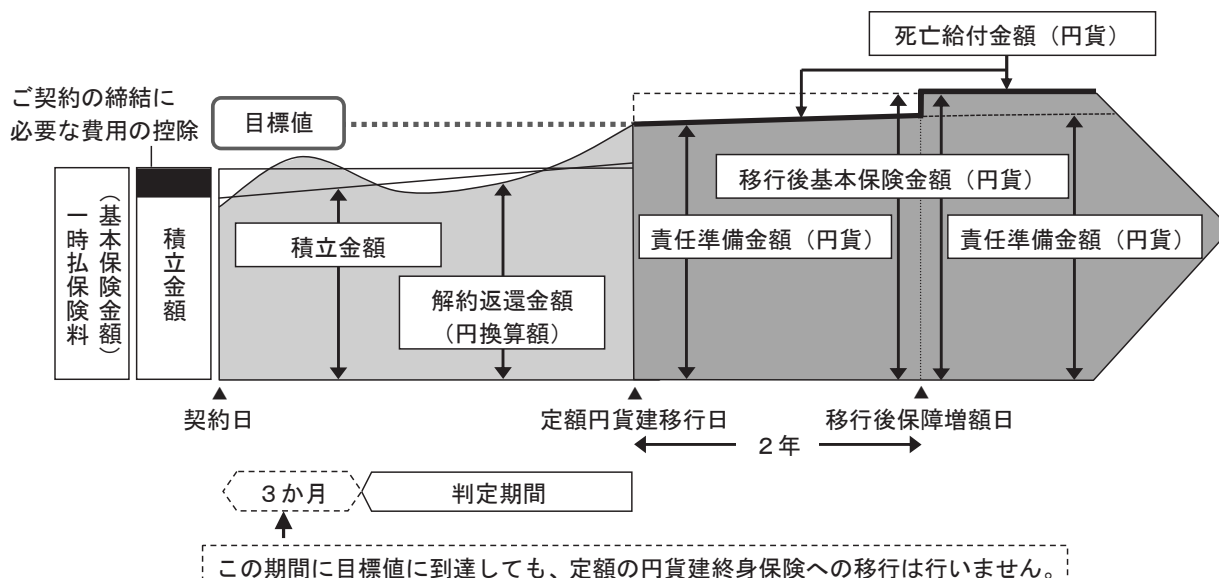 死亡給付金額（円貨）
ご契約の締結に
必要な費用の控除
目標値
一時払保険料
（基本保険金額）
積立金額
積立金額
解約返還金額
（円換算額）
移行後基本保険金額（円貨）
責任準備金額（円貨）
責任準備金額（円貨）
契約日
定額円貨建移行日
移行後保障増額日
２年
３か月
判定期間
この期間に目標値に到達しても、定額の円貨建終身保険への移行は行いません。